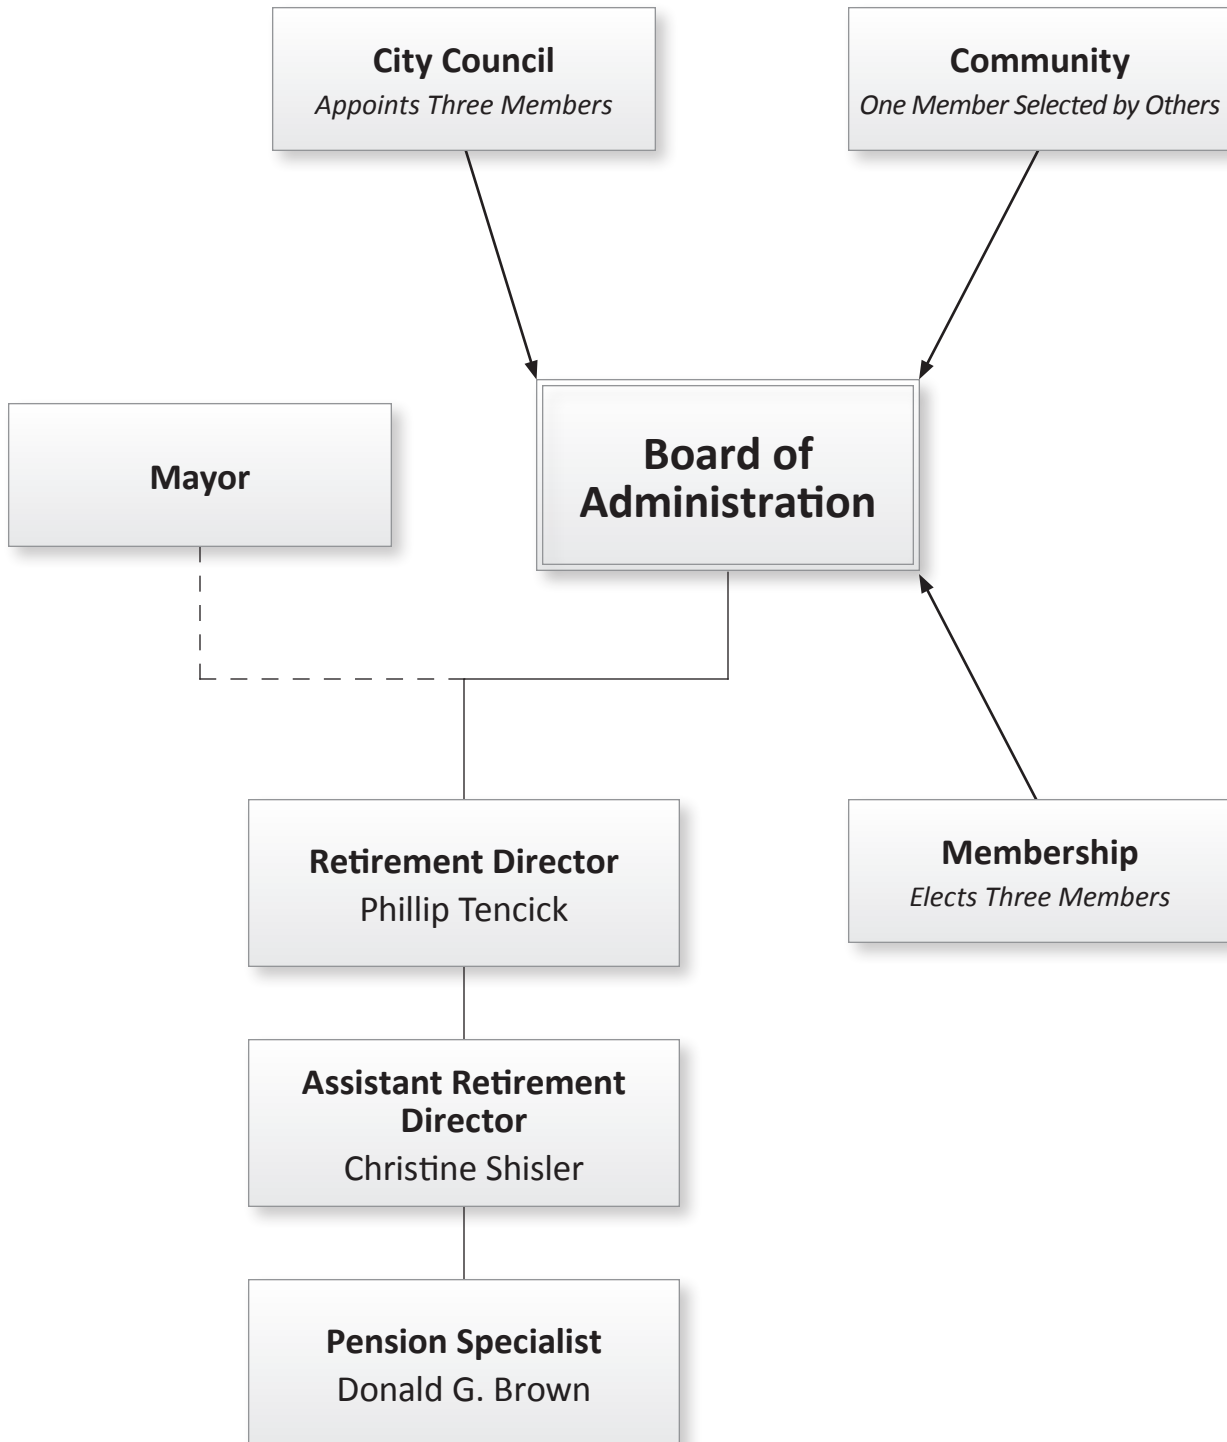 City Council
Appoints Three Members
Community
One Member Selected by Others
Mayor
Board of
Administration
Retirement Director
Phillip Tencick
Membership
Elects Three Members
Assistant Retirement
Director
Christine Shisler
Pension Specialist
Donald G. Brown